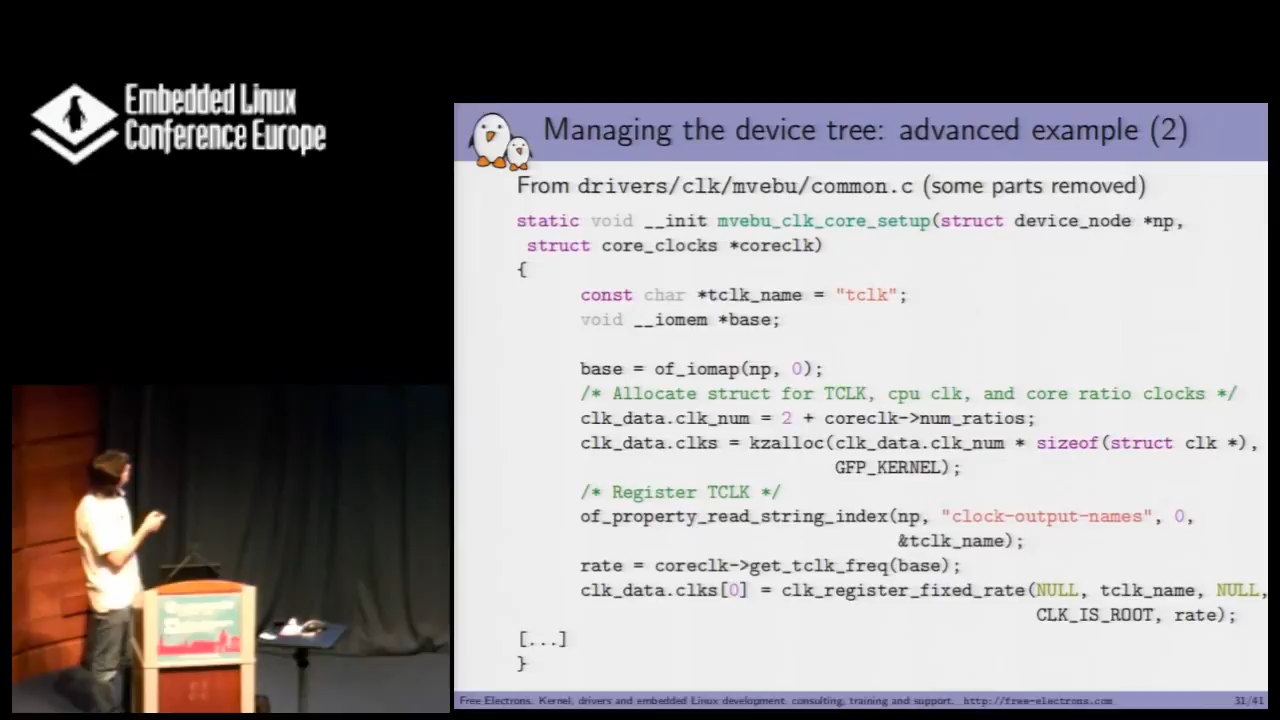 Embedded Linux
Conference Europe
Managing the device tree: advanced example (2)
From drivers/clk/mvebu/common.c (some parts removed)
static void __init mvebu_clk_core_setup(struct device_node *np,
struct core_clocks *coreclk)
{
const char *tclk_name = "tclk";
void __iomem *base;
base = of_iomap(np, 0);
/* Allocate struct for TCLK, cpu clk, and core ratio clocks */
clk_data.clk_num = 2 + coreclk->num_ratios;
clk_data.clks = kzalloc(clk_data.clk_num * sizeof(struct clk *),
GFP_KERNEL);
/* Register TCLK */
of_property_read_string_index(np, "clock-output-names", 0,
&tclk_name);
rate = coreclk->get_tclk_freq(base);
clk_data.clks[0] = clk_register_fixed_rate(NULL, tclk_name, NULL,
CLK_IS_ROOT, rate);
[...]
}
Free Electrons. Kernel, drivers and embedded Linux development, consulting, training and support. http://free-electrons.com 31/41